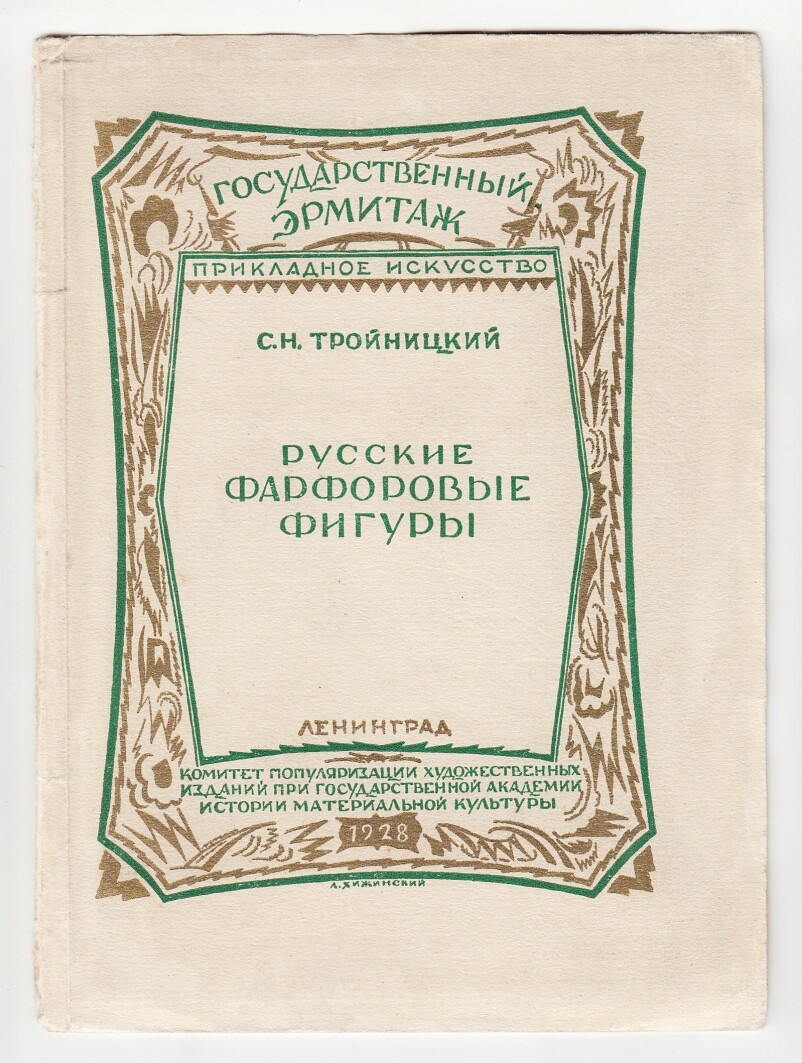 ГОСУДАРСТВЕННЫЙ
ЭРМИТАЖ
ПРИКЛАДНОЕ ИСКУССТВО
С.Н. ТРОЙНИЦКИЙ
РУССКИЕ
ФАРФОРОВЫЕ
ФИГУРЫ
ЛЕНИНГРАД
КОМИТЕТ ПОПУЛЯРИЗАЦИИ ХУДОЖЕСТВЕННЫХ
ИЗДАНИЙ ПРИ ГОСУДАРСТВЕННОЙ АКАДЕМИИ
ИСТОРИИ МАТЕРИАЛЬНОЙ КУЛЬТУРЫ
1928
Л. ХИЖИНСКИЙ